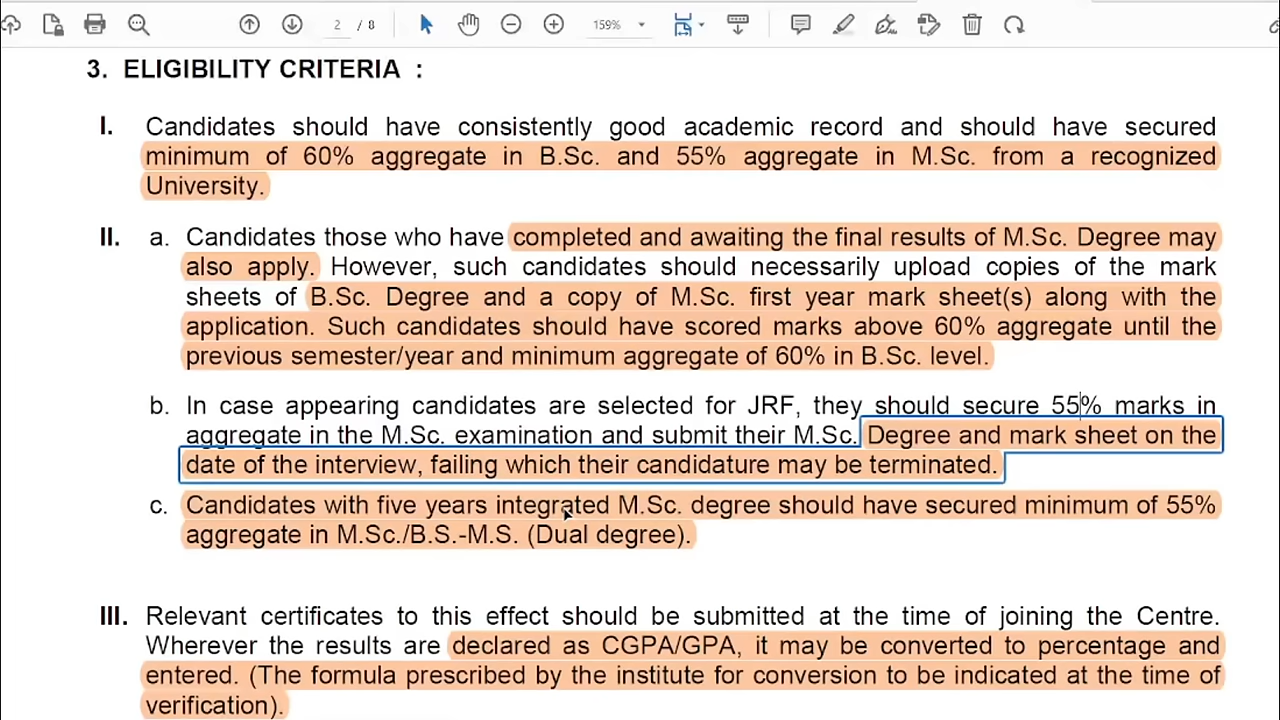 2 / 8 159%
3. ELIGIBILITY CRITERIA :
I. Candidates should have consistently good academic record and should have secured
minimum of 60% aggregate in B.Sc. and 55% aggregate in M.Sc. from a recognized
University.
II. a. Candidates those who have completed and awaiting the final results of M.Sc. Degree may
also apply. However, such candidates should necessarily upload copies of the mark
sheets of B.Sc. Degree and a copy of M.Sc. first year mark sheet(s) along with the
application. Such candidates should have scored marks above 60% aggregate until the
previous semester/year and minimum aggregate of 60% in B.Sc. level.
b. In case appearing candidates are selected for JRF, they should secure 55% marks in
aggregate in the M.Sc. examination and submit their M.Sc. Degree and mark sheet on the
date of the interview, failing which their candidature may be terminated.
c. Candidates with five years integrated M.Sc. degree should have secured minimum of 55%
aggregate in M.Sc./B.S.-M.S. (Dual degree).
III. Relevant certificates to this effect should be submitted at the time of joining the Centre.
Wherever the results are declared as CGPA/GPA, it may be converted to percentage and
entered. (The formula prescribed by the institute for conversion to be indicated at the time of
verification).